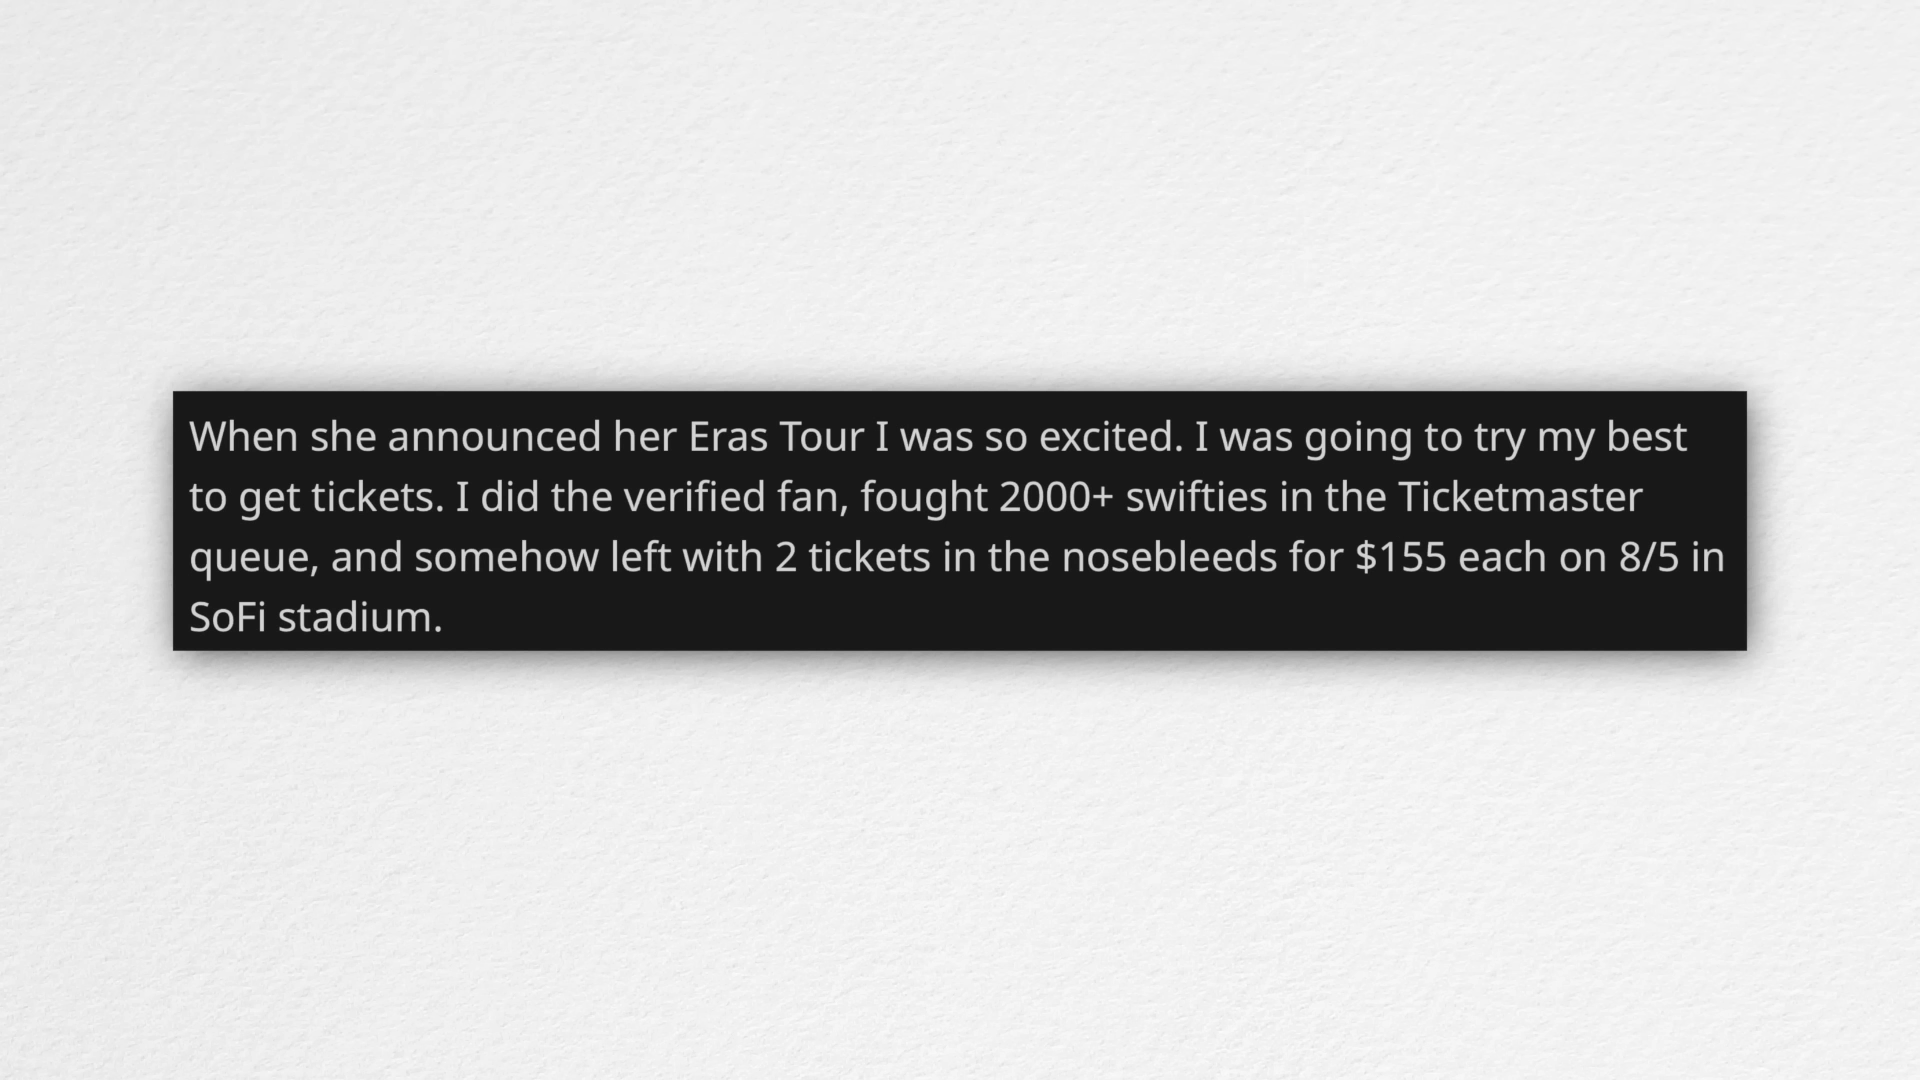 When she announced her Eras Tour I was so excited. I was going to try my best
to get tickets. I did the verified fan, fought 2000+ swifties in the Ticketmaster
queue, and somehow left with 2 tickets in the nosebleeds for $155 each on 8/5 in
SoFi stadium.